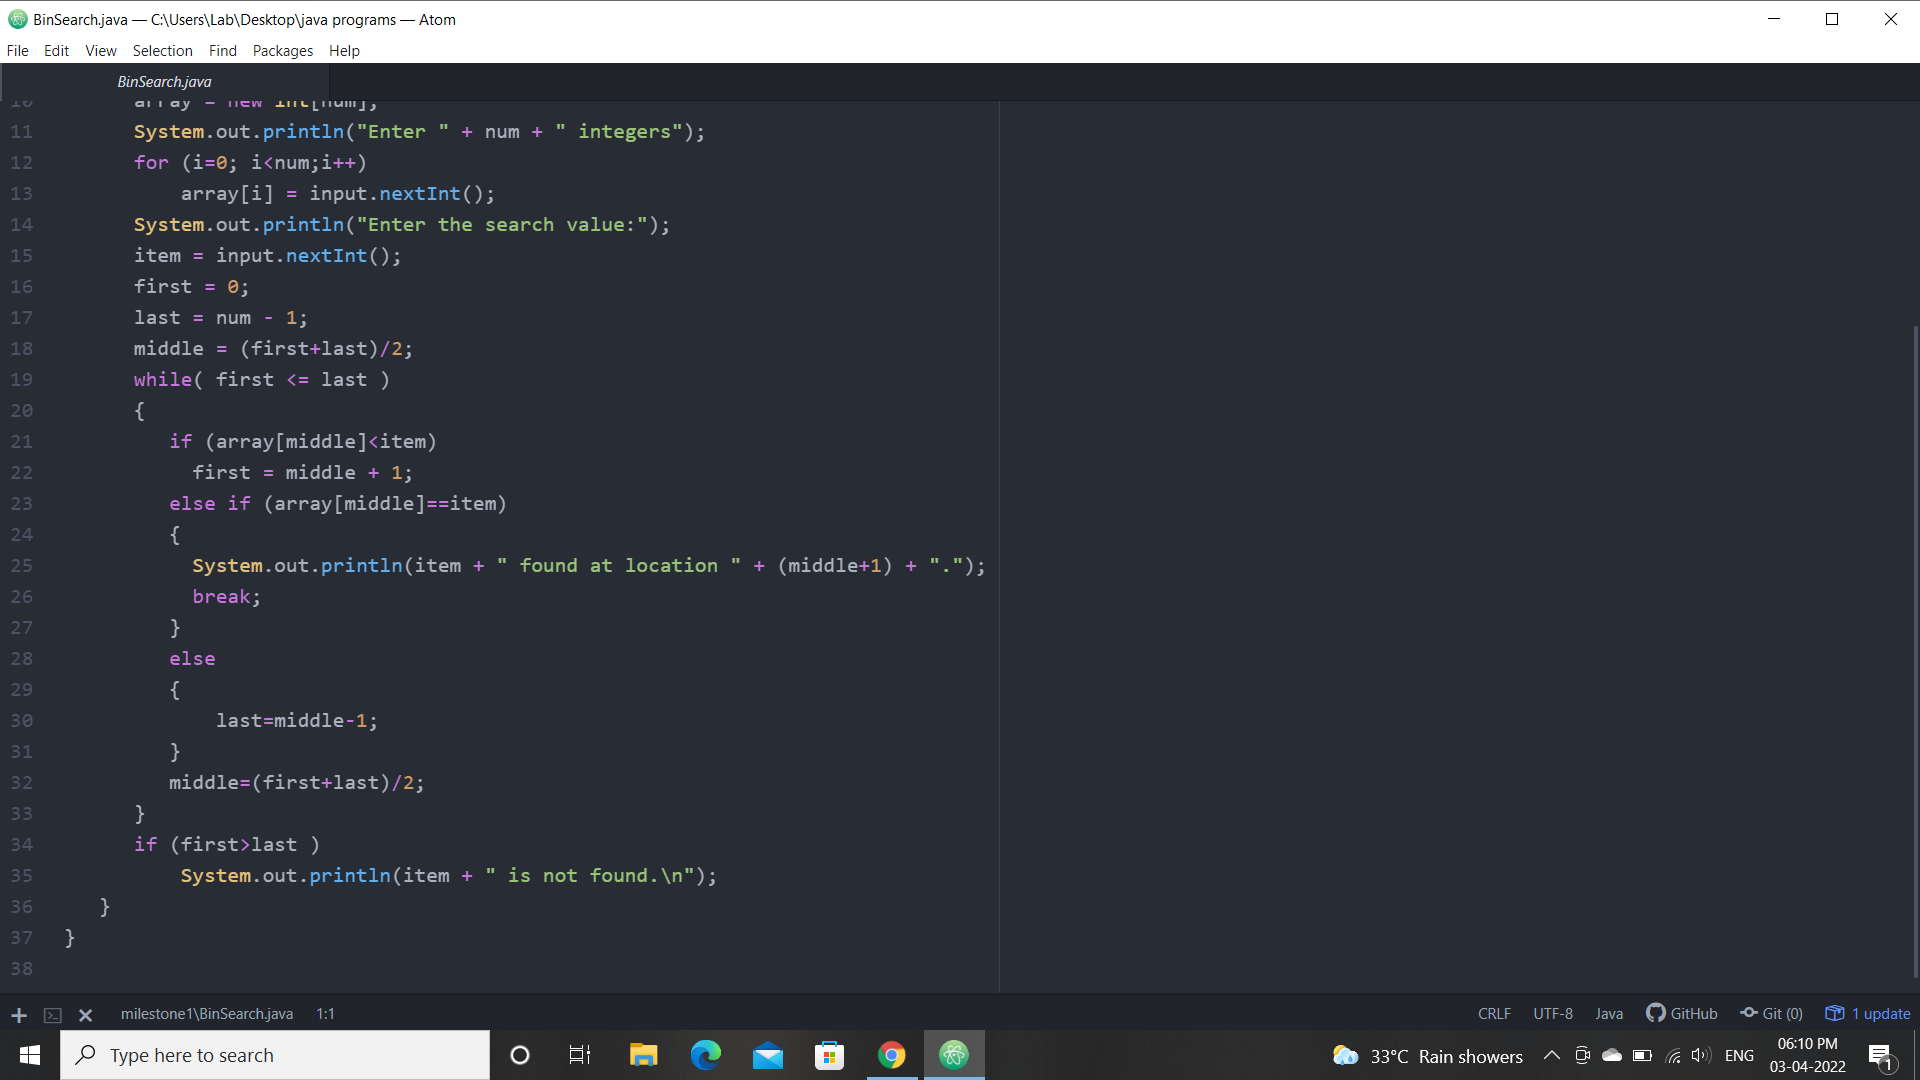 BinSearch.java — C:\Users\Lab\Desktop\java programs — Atom
File Edit View Selection Find Packages Help
BinSearch.java
10 array = new int[num];
11 System.out.println("Enter " + num + " integers");
12 for (i=0; i<num;i++)
13 array[i] = input.nextInt();
14 System.out.println("Enter the search value:");
15 item = input.nextInt();
16 first = 0;
17 last = num - 1;
18 middle = (first+last)/2;
19 while( first <= last )
20 {
21 if (array[middle]<item)
22 first = middle + 1;
23 else if (array[middle]==item)
24 {
25 System.out.println(item + " found at location " + (middle+1) + ".");
26 break;
27 }
28 else
29 {
30 last=middle-1;
31 }
32 middle=(first+last)/2;
33 }
34 if (first>last )
35 System.out.println(item + " is not found.\n");
36 }
37 }
38
milestone1\BinSearch.java 1:1 CRLF UTF-8 Java GitHub Git (0) 1 update
Type here to search 33°C Rain showers ENG 06:10 PM
03-04-2022 1